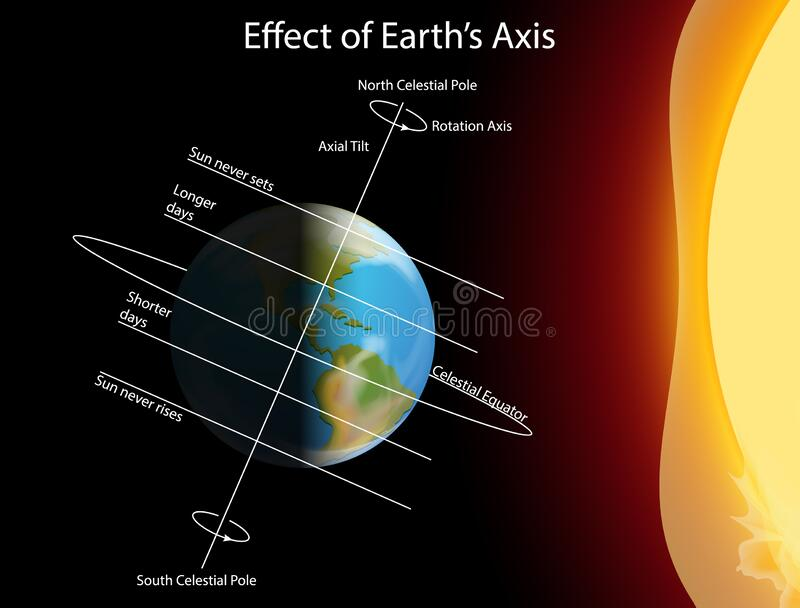 Effect of Earth's Axis
North Celestial Pole
Rotation Axis
Axial Tilt
Sun never sets
Longer
days
Shorter
days
Celestial Equator
Sun never rises
South Celestial Pole
dreamstime